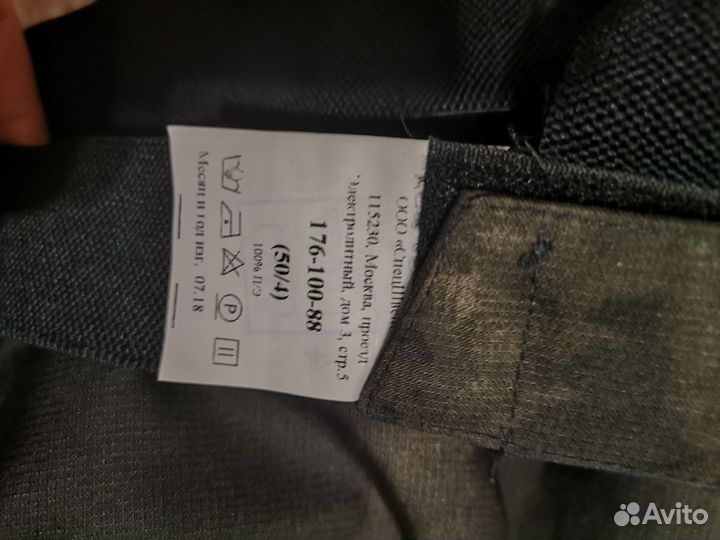 ООО «СпецПо
115230, Москва, проезд
Электролитный, дом 3, стр.5
176-100-88
(50/4)
100% П/Э
P
Месяц и год изг. 07.18
Avito